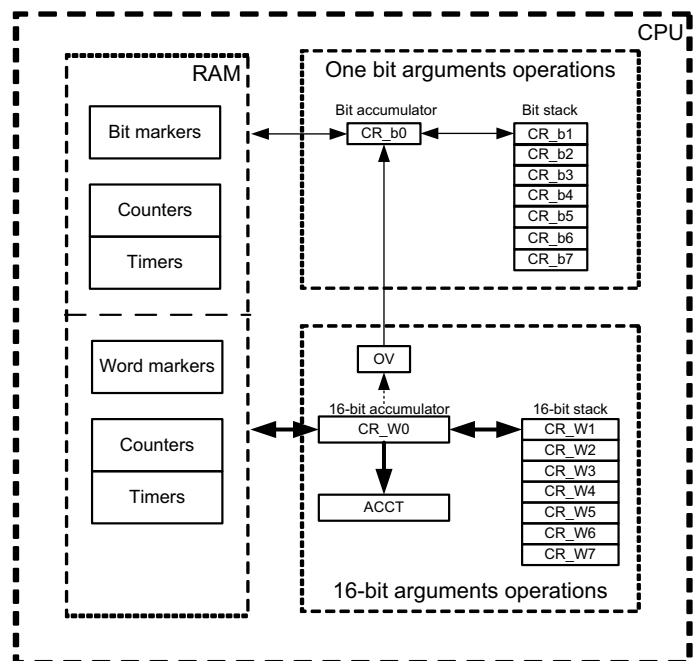 CPU
RAM
Bit markers
Counters
Timers
Word markers
Counters
Timers
One bit arguments operations
Bit accumulator
CR_b0
Bit stack
CR_b1
CR_b2
CR_b3
CR_b4
CR_b5
CR_b6
CR_b7
OV
16-bit accumulator
CR_W0
ACCT
16-bit stack
CR_W1
CR_W2
CR_W3
CR_W4
CR_W5
CR_W6
CR_W7
16-bit arguments operations